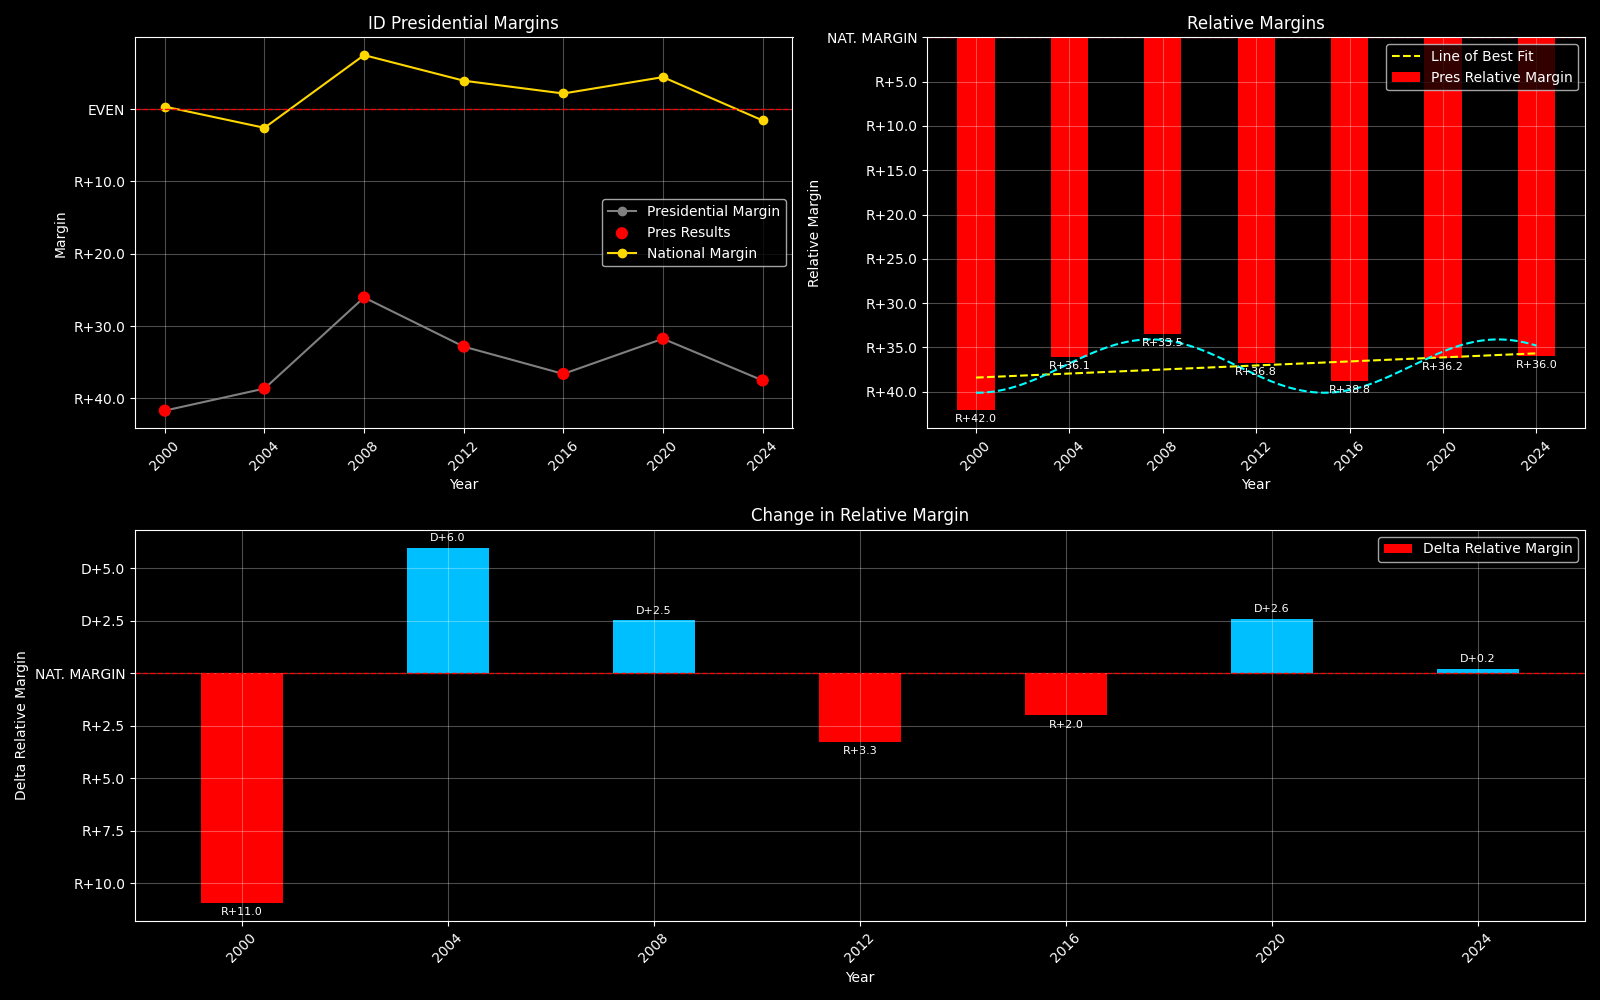 ID Presidential Margins
Margin
EVEN
R+10.0
R+20.0
R+30.0
R+40.0
Presidential Margin
Pres Results
National Margin
2000
2004
2008
2012
2016
2020
2024
Year
Relative Margins
Relative Margin
NAT. MARGIN
R+5.0
R+10.0
R+15.0
R+20.0
R+25.0
R+30.0
R+35.0
R+40.0
Line of Best Fit
Pres Relative Margin
R+42.0
R+36.1
R+33.5
R+36.8
R+38.8
R+36.2
R+36.0
2000
2004
2008
2012
2016
2020
2024
Year
Change in Relative Margin
Delta Relative Margin
D+5.0
D+2.5
NAT. MARGIN
R+2.5
R+5.0
R+7.5
R+10.0
Delta Relative Margin
R+11.0
D+6.0
D+2.5
R+3.3
R+2.0
D+2.6
D+0.2
2000
2004
2008
2012
2016
2020
2024
Year